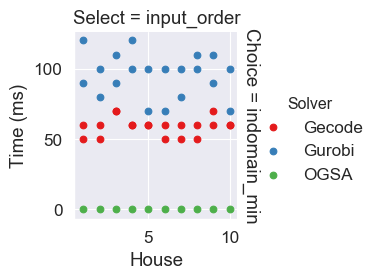 Select = input_order
Time (ms)
100
50
0
5
10
House
Choice = indomain_min
Solver
Gecode
Gurobi
OGSA